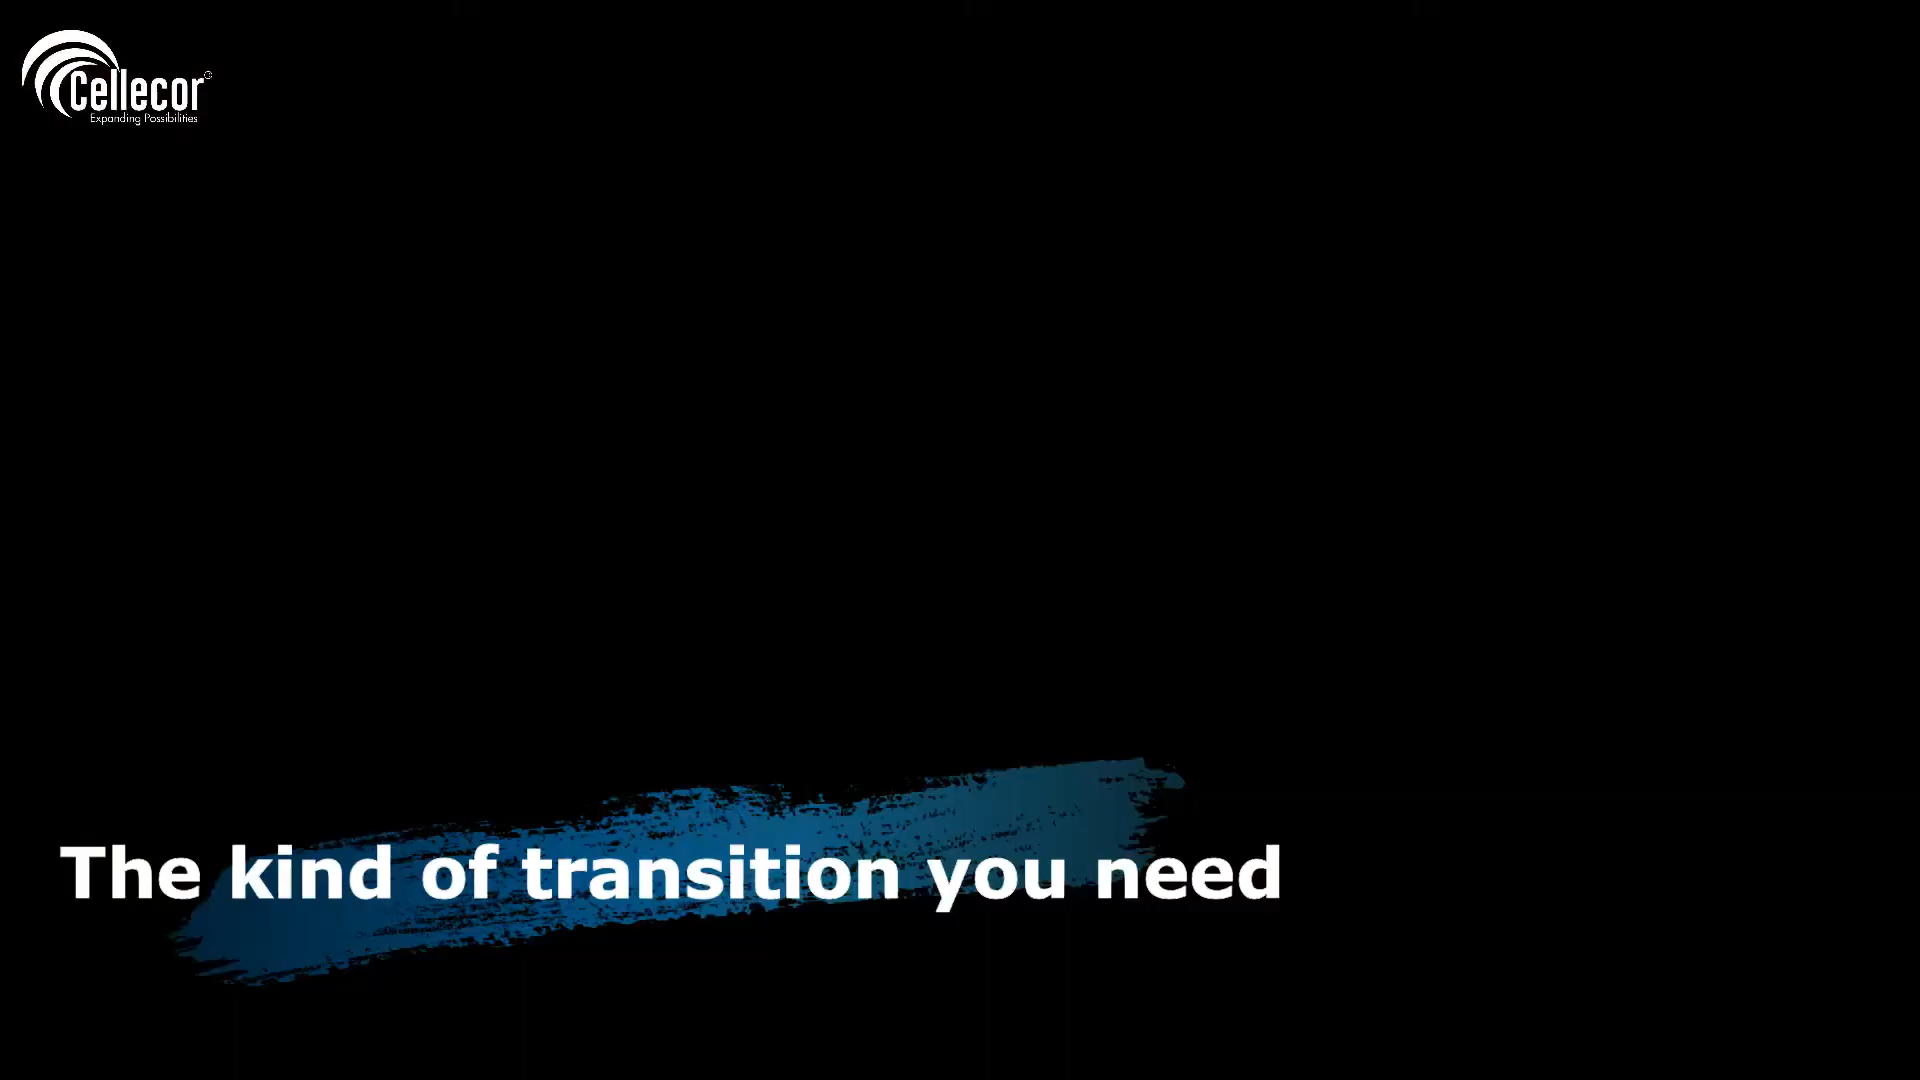 Cellecor®
Expanding Possibilities
The kind of transition you need